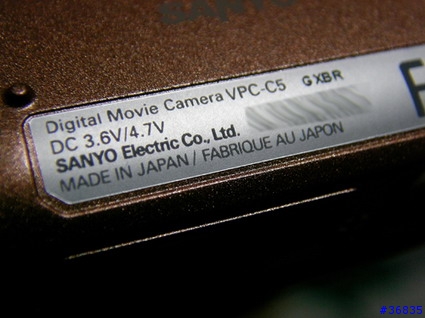 SANYO
Digital Movie Camera VPC-C5 GXBR
DC 3.6V/4.7V
SANYO Electric Co., Ltd.
MADE IN JAPAN / FABRIQUE AU JAPON
F
#36835